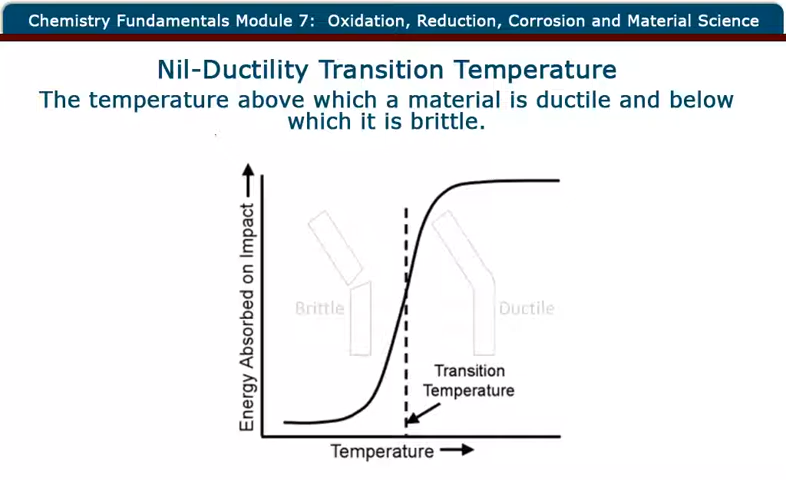 Chemistry Fundamentals Module 7: Oxidation, Reduction, Corrosion and Material Science
Nil-Ductility Transition Temperature
The temperature above which a material is ductile and below
which it is brittle.
Energy Absorbed on Impact
Brittle
Ductile
Transition
Temperature
Temperature